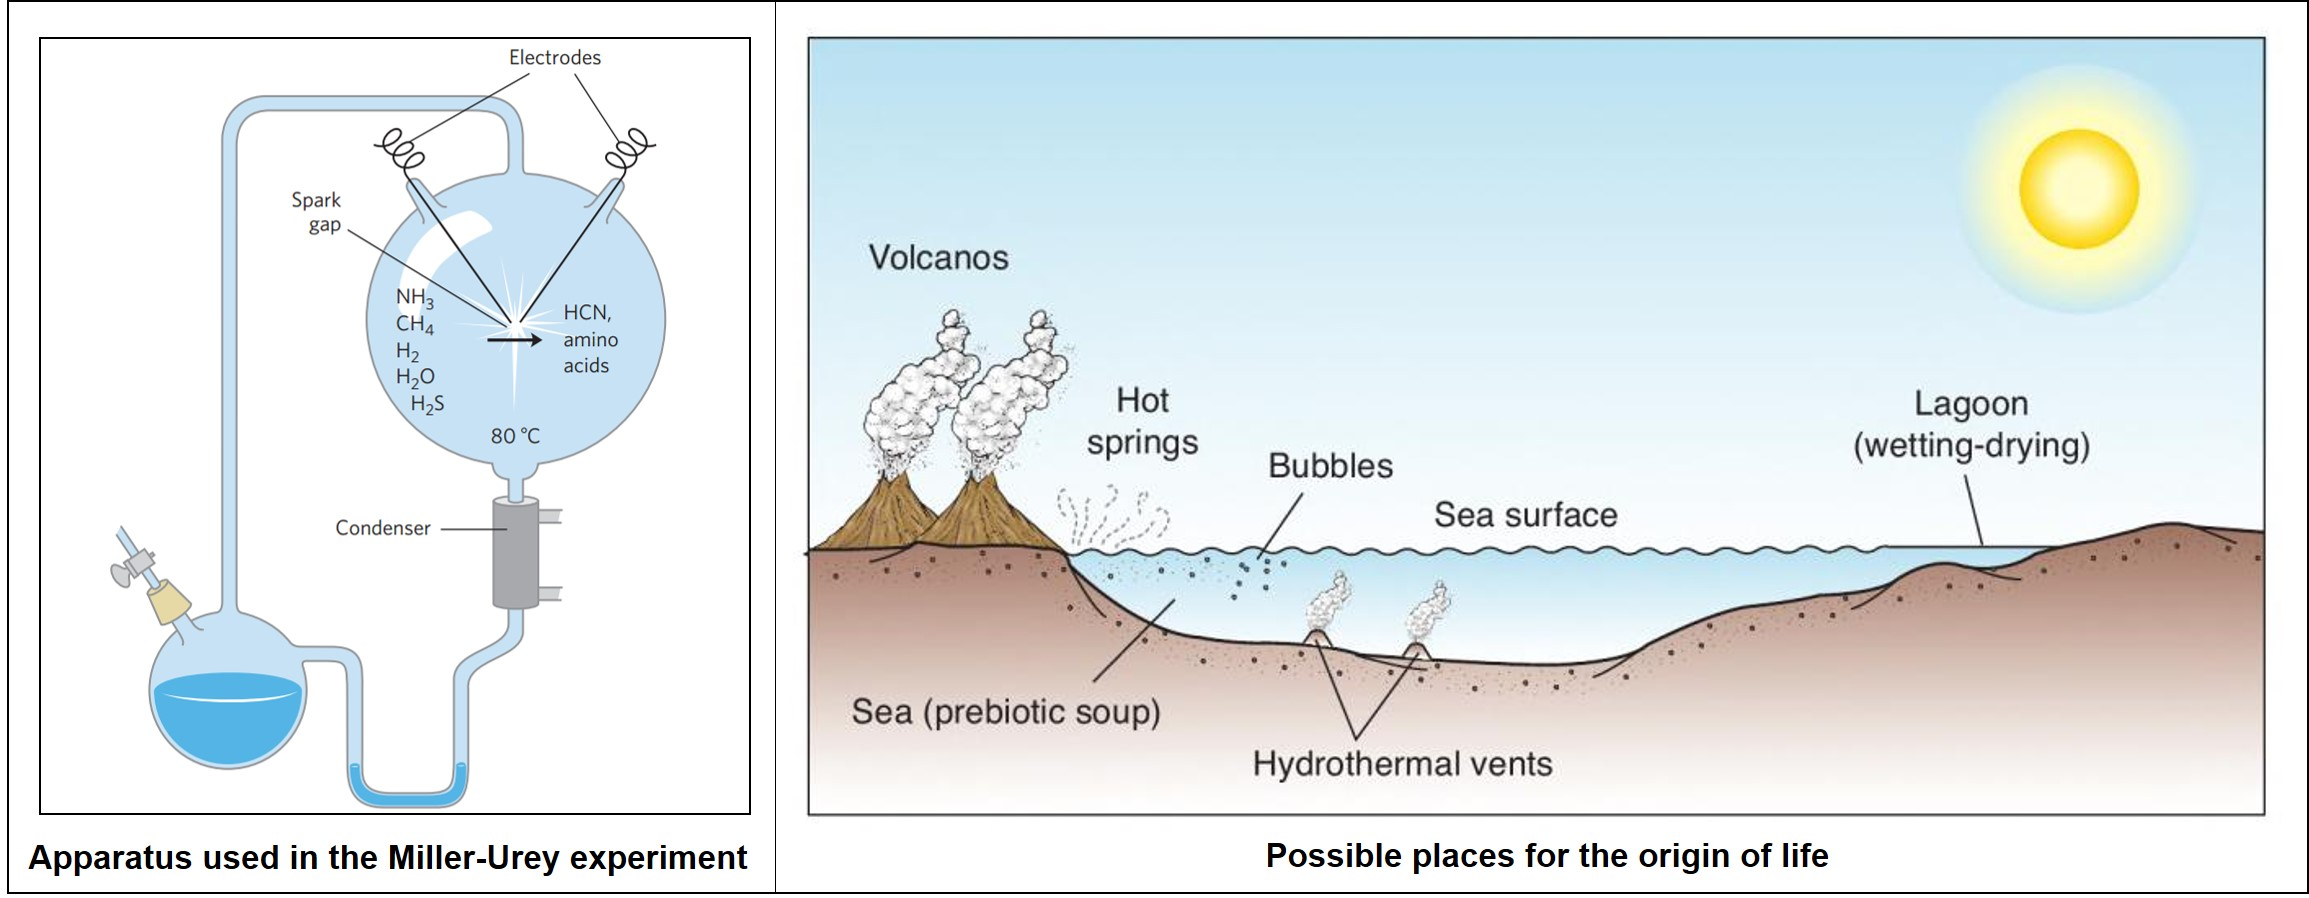 Electrodes
Spark
gap
NH₃
CH₄
H₂
H₂O
H₂S
HCN,
amino
acids
80 °C
Condenser
Apparatus used in the Miller-Urey experiment
Volcanos
Hot
springs
Bubbles
Sea surface
Lagoon
(wetting-drying)
Sea (prebiotic soup)
Hydrothermal vents
Possible places for the origin of life